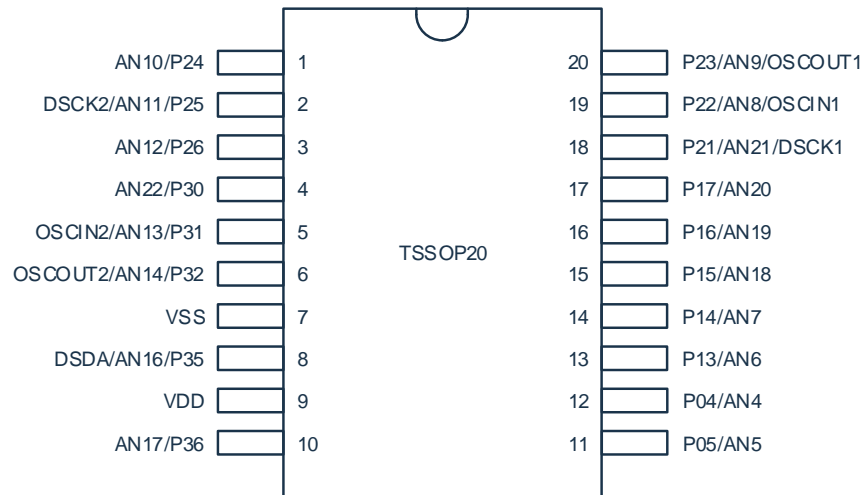 AN10/P24 1 20 P23/AN9/OSCOUT1
DSCK2/AN11/P25 2 19 P22/AN8/OSCIN1
AN12/P26 3 18 P21/AN21/DSCK1
AN22/P30 4 17 P17/AN20
OSCIN2/AN13/P31 5 16 P16/AN19
TSSOP20
OSCOUT2/AN14/P32 6 15 P15/AN18
VSS 7 14 P14/AN7
DSDA/AN16/P35 8 13 P13/AN6
VDD 9 12 P04/AN4
AN17/P36 10 11 P05/AN5